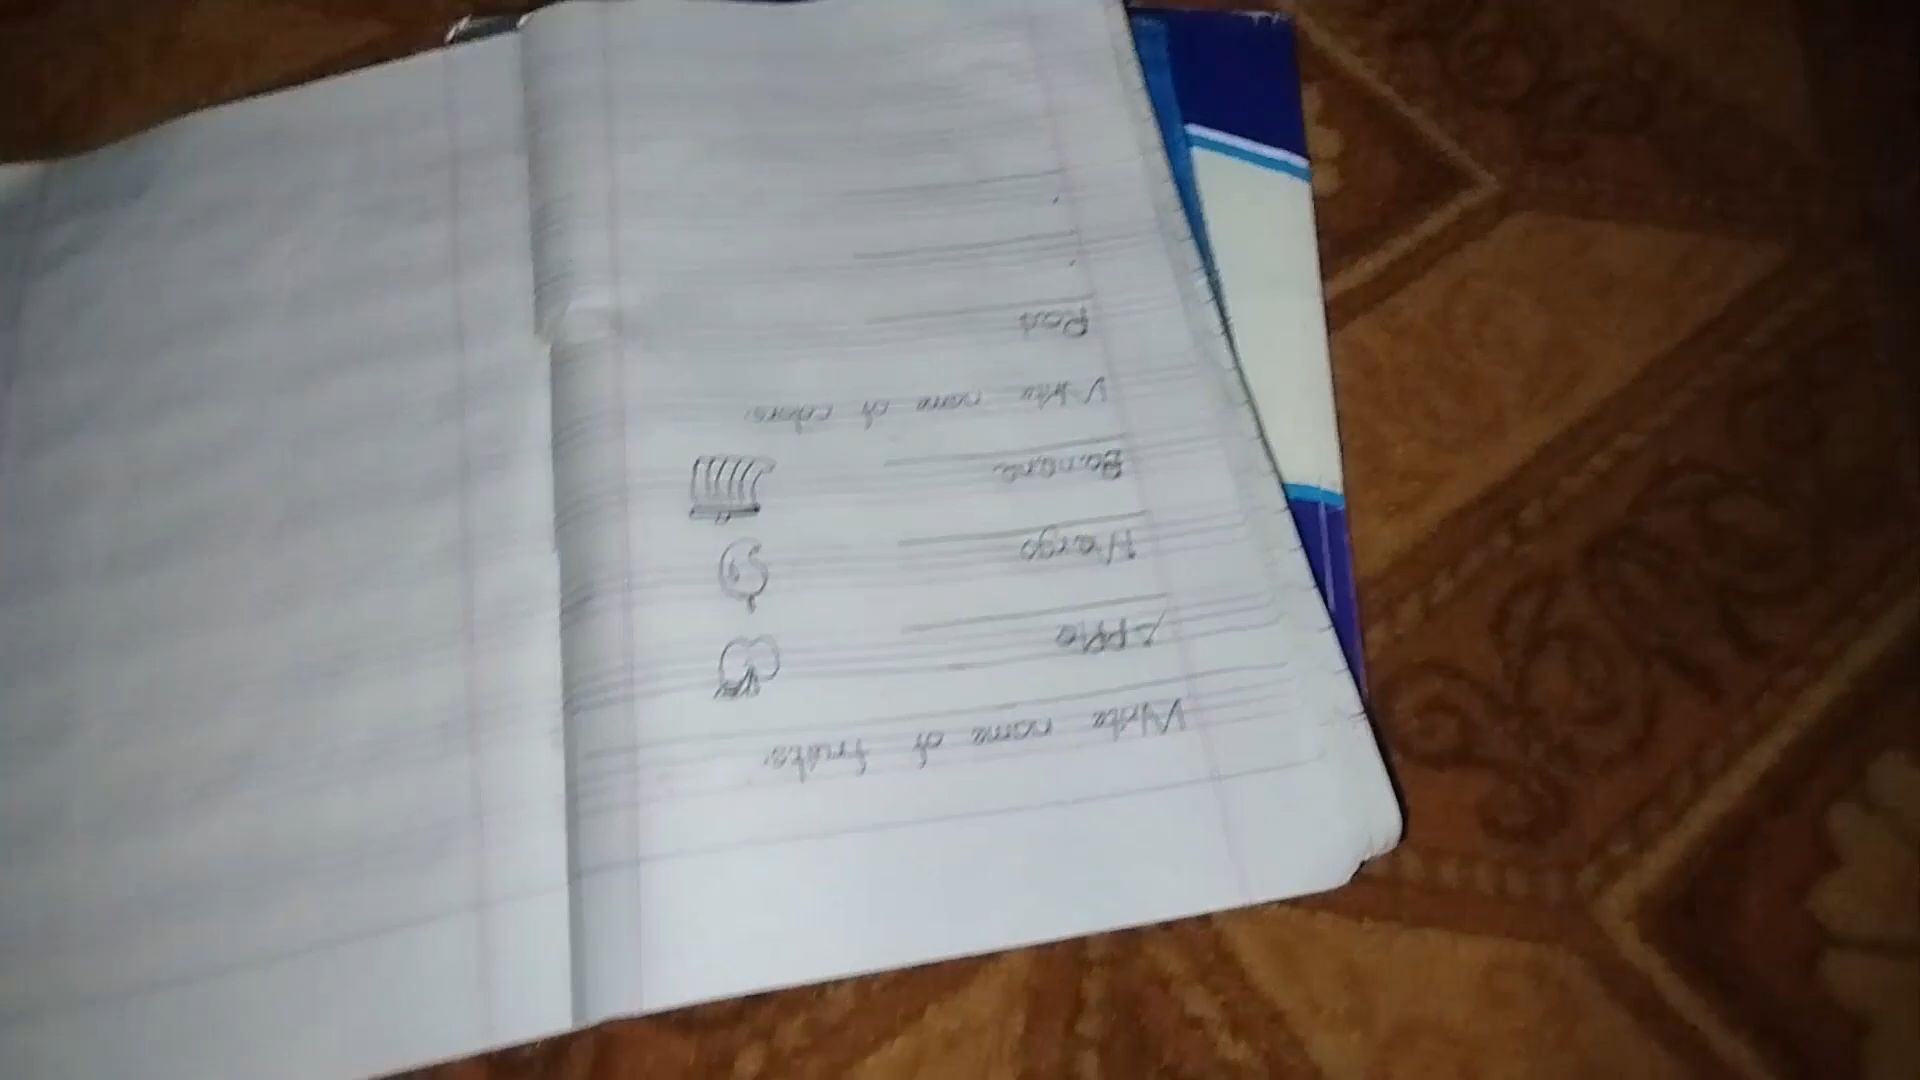 Write name of fruits.
Apple
Mango
Banana
Write name of colors.
Red